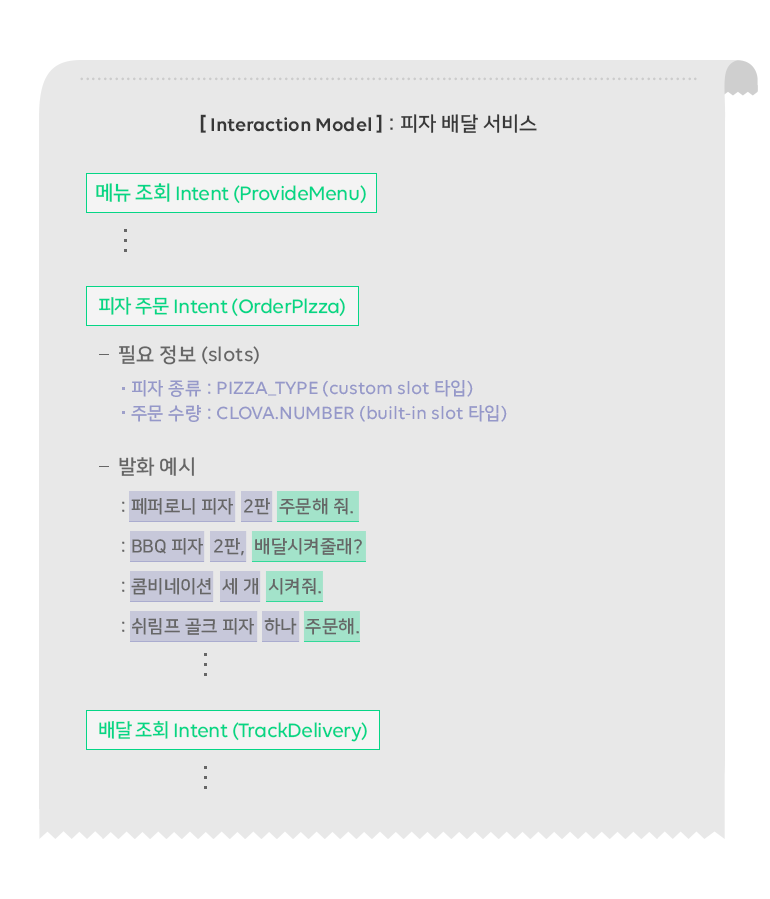 [ Interaction Model ] : 피자 배달 서비스
메뉴 조회 Intent (ProvideMenu)
피자 주문 Intent (OrderPIzza)
– 필요 정보 (slots)
· 피자 종류 : PIZZA_TYPE (custom slot 타입)
· 주문 수량 : CLOVA.NUMBER (built-in slot 타입)
– 발화 예시
: 페퍼로니 피자 2판 주문해 줘.
: BBQ 피자 2판, 배달시켜줄래?
: 콤비네이션 세 개 시켜줘.
: 쉬림프 골크 피자 하나 주문해.
배달 조회 Intent (TrackDelivery)